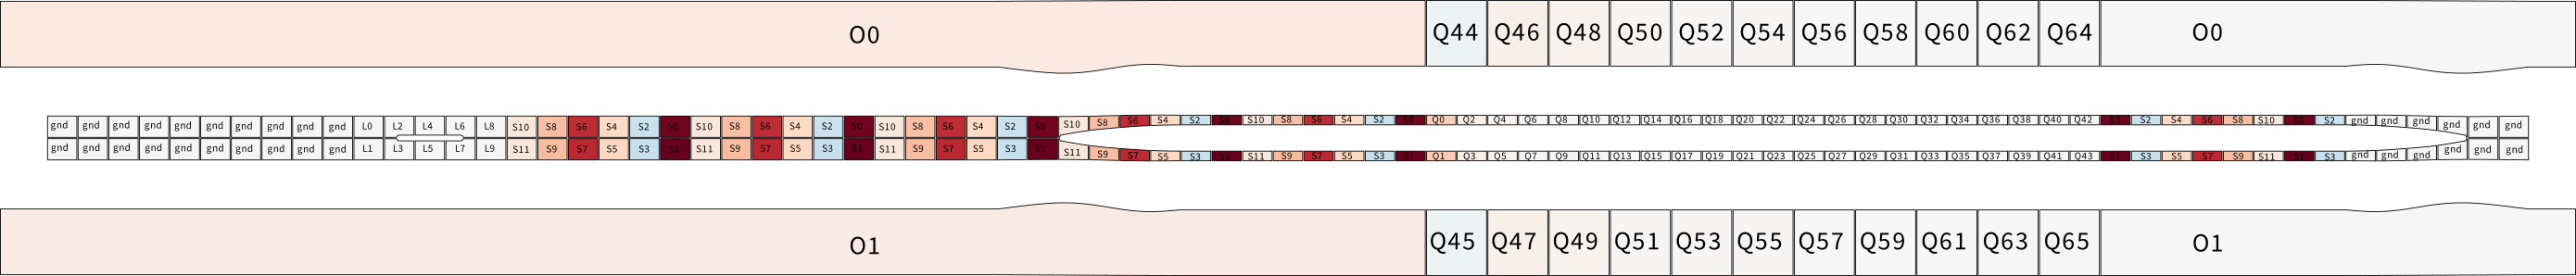 O0 Q44 Q46 Q48 Q50 Q52 Q54 Q56 Q58 Q60 Q62 Q64 O0
gnd gnd gnd gnd gnd gnd gnd gnd gnd gnd L0 L2 L4 L6 L8 S10 S8 S6 S4 S2 S0 S10 S8 S6 S4 S2 S0 S10 S8 S6 S4 S2 S0 S10 S8 S6 S4 S2 S0 S10 S8 S6 S4 S2 S0 Q0 Q2 Q4 Q6 Q8 Q10 Q12 Q14 Q16 Q18 Q20 Q22 Q24 Q26 Q28 Q30 Q32 Q34 Q36 Q38 Q40 Q42 S0 S2 S4 S6 S8 S10 S0 S2 gnd gnd gnd gnd gnd gnd
gnd gnd gnd gnd gnd gnd gnd gnd gnd gnd L1 L3 L5 L7 L9 S11 S9 S7 S5 S3 S1 S11 S9 S7 S5 S3 S1 S11 S9 S7 S5 S3 S1 S11 S9 S7 S5 S3 S1 S11 S9 S7 S5 S3 S1 Q1 Q3 Q5 Q7 Q9 Q11 Q13 Q15 Q17 Q19 Q21 Q23 Q25 Q27 Q29 Q31 Q33 Q35 Q37 Q39 Q41 Q43 S1 S3 S5 S7 S9 S11 S1 S3 gnd gnd gnd gnd gnd gnd
O1 Q45 Q47 Q49 Q51 Q53 Q55 Q57 Q59 Q61 Q63 Q65 O1